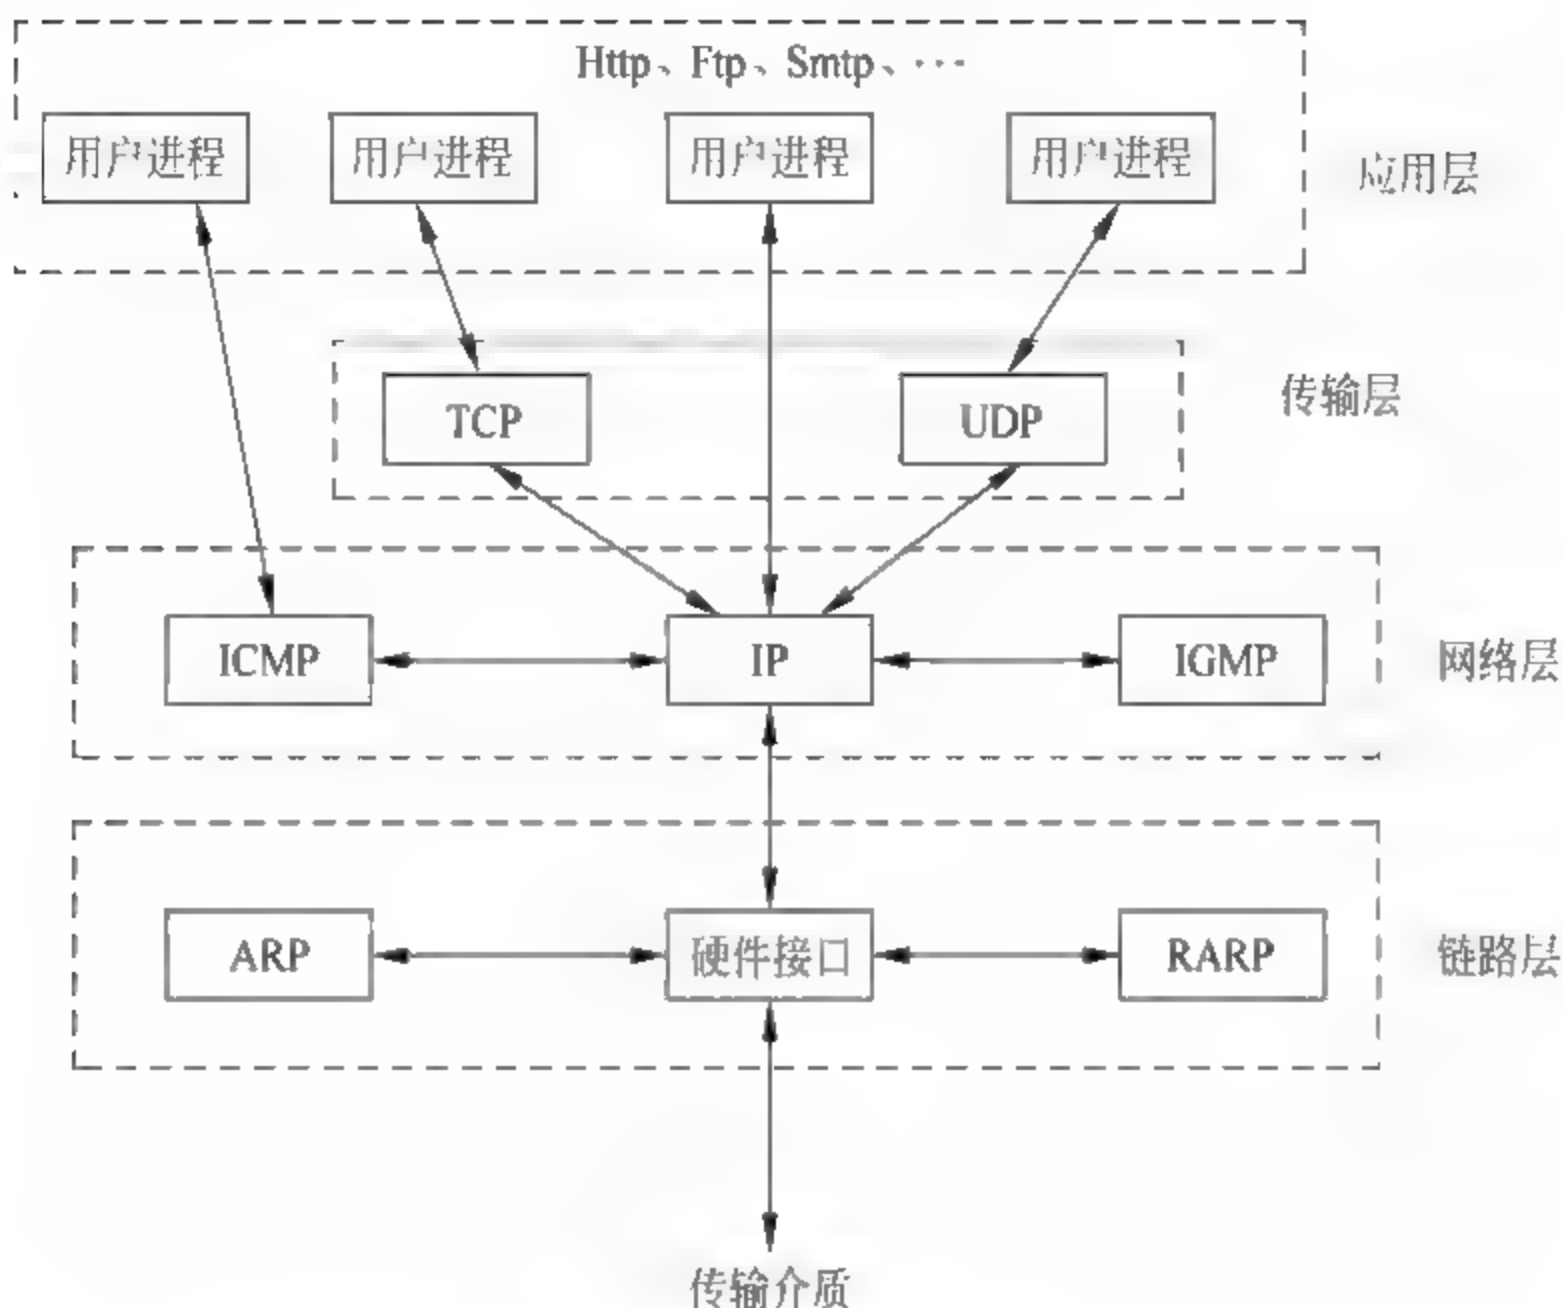 Http、Ftp、Smtp、···
用户进程 用户进程 用户进程 用户进程
应用层
TCP UDP
传输层
ICMP IP IGMP
网络层
ARP 硬件接口 RARP
链路层
传输介质